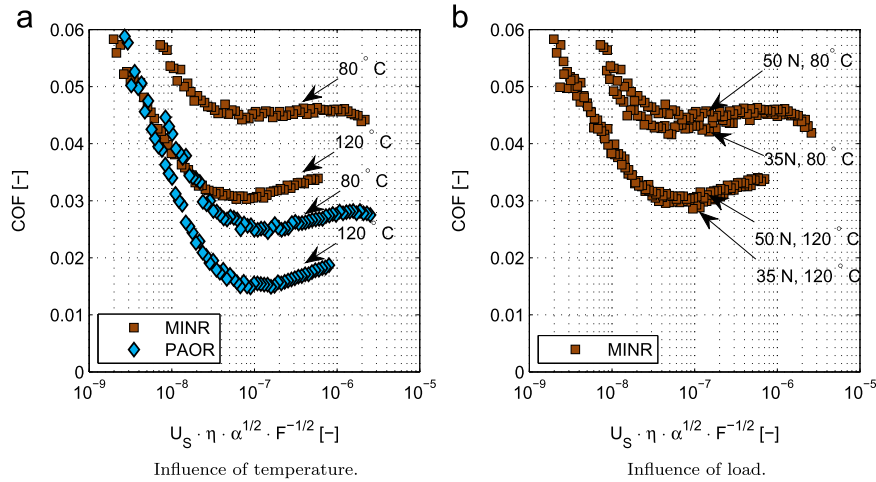 a
0.06
0.05
0.04
0.03
0.02
0.01
0
COF [-]
80 ° C
120 ° C
80 ° C
120 ° C
MINR
PAOR
10⁻⁹
10⁻⁸
10⁻⁷
10⁻⁶
10⁻⁵
U_S · η · α^1/2 · F^-1/2 [-]
Influence of temperature.
b
0.06
0.05
0.04
0.03
0.02
0.01
0
COF [-]
50 N, 80° C
35N, 80° C
50 N, 120° C
35 N, 120° C
MINR
10⁻⁹
10⁻⁸
10⁻⁷
10⁻⁶
10⁻⁵
U_S · η · α^1/2 · F^-1/2 [-]
Influence of load.